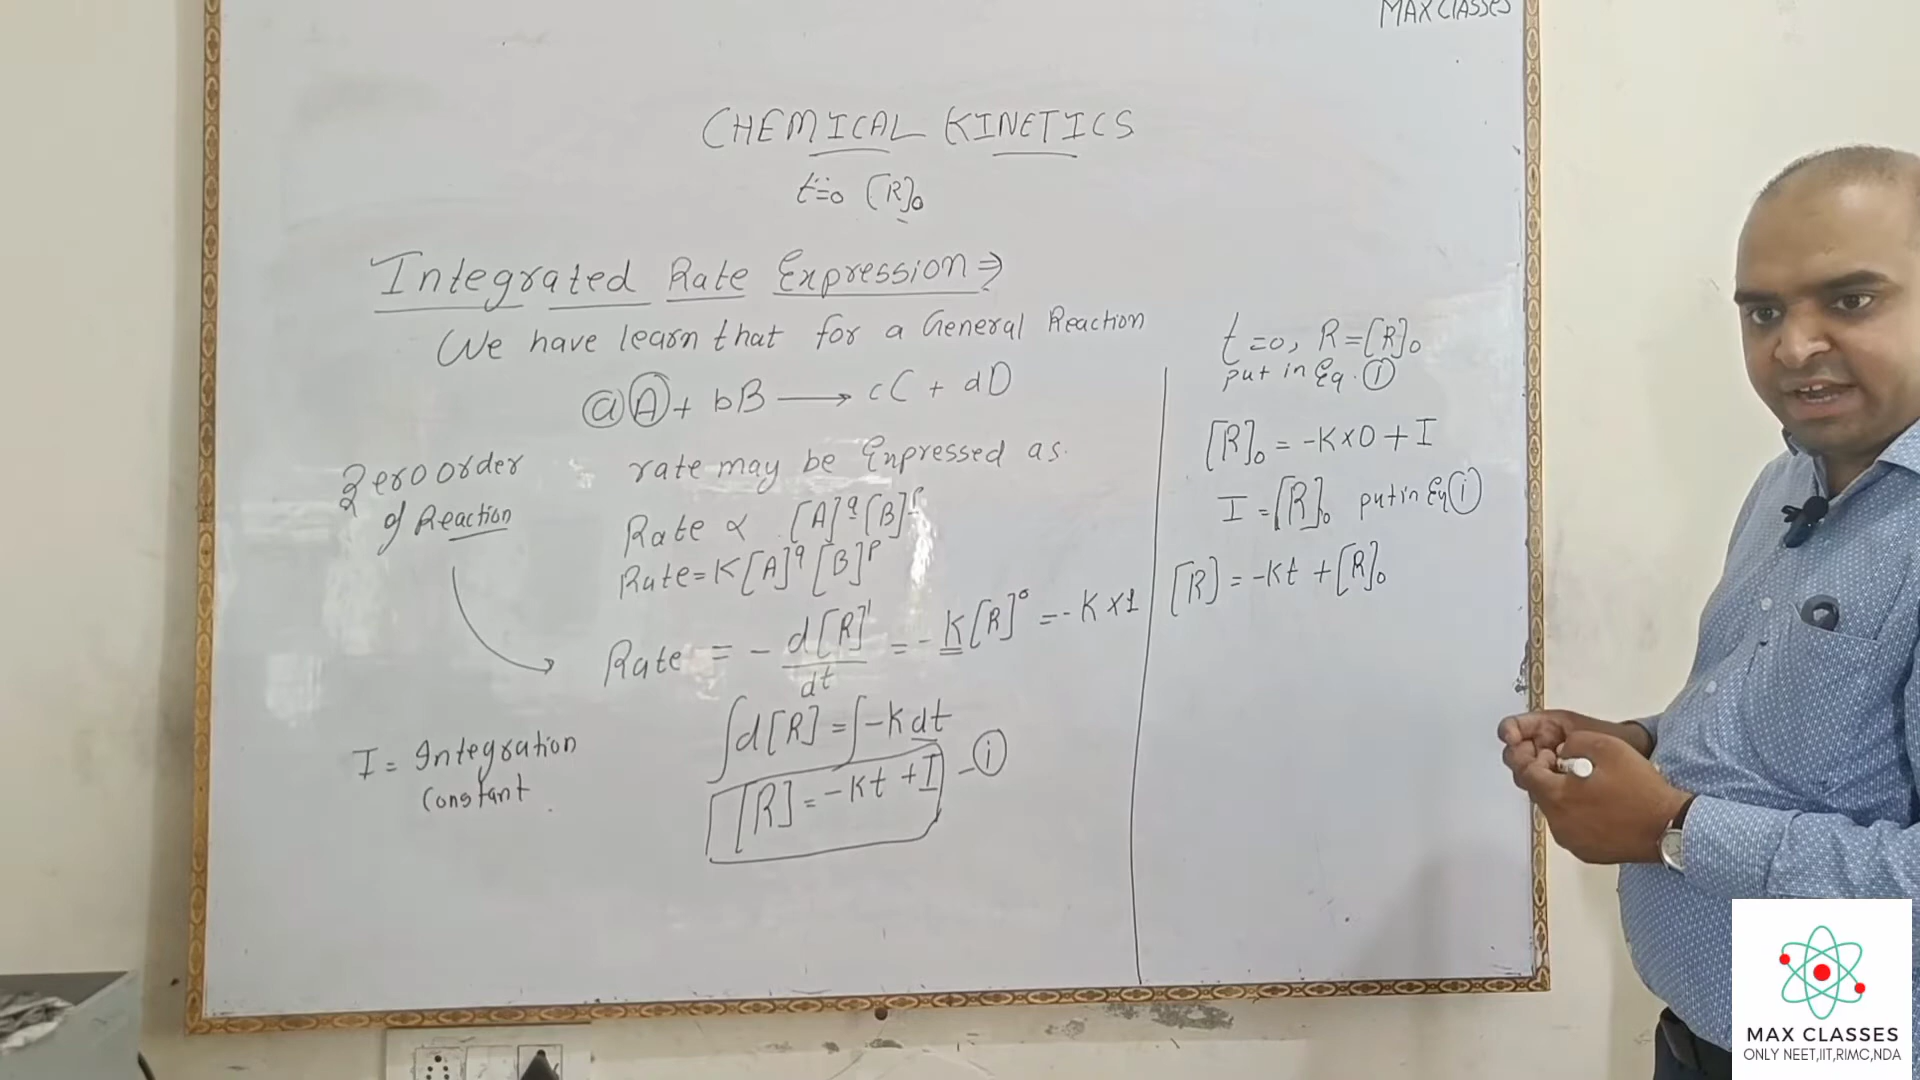 MAX CLASSES
CHEMICAL KINETICS
t=0 [R]₀
Integrated Rate Expression ⇒
We have learn that for a General Reaction
aA + bB ⟶ cC + dD
Zero order
of Reaction
rate may be Expressed as.
Rate ∝ [A]^q [B]^p
Rate = K[A]^q [B]^p
Rate = - d[R]/dt = - K[R]⁰ = - K×1
∫d[R] = ∫-K dt
[R] = -Kt + I - (i)
I = Integration
Constant.
t=0, R=[R]₀
put in Eq. (i)
[R]₀ = -K×0 + I
I = [R]₀ put in Eq (i)
[R] = -Kt + [R]₀
MAX CLASSES
ONLY NEET,IIT,RIMC,NDA